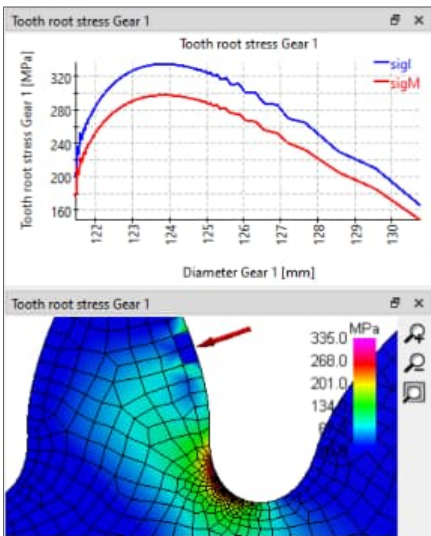 Tooth root stress Gear 1
Tooth root stress Gear 1
sigI
sigM
Tooth root stress Gear 1 [MPa]
320
280
240
200
160
122 123 124 125 126 127 128 129 130
Diameter Gear 1 [mm]
Tooth root stress Gear 1
MPa
335.0
268.0
201.0
134.0